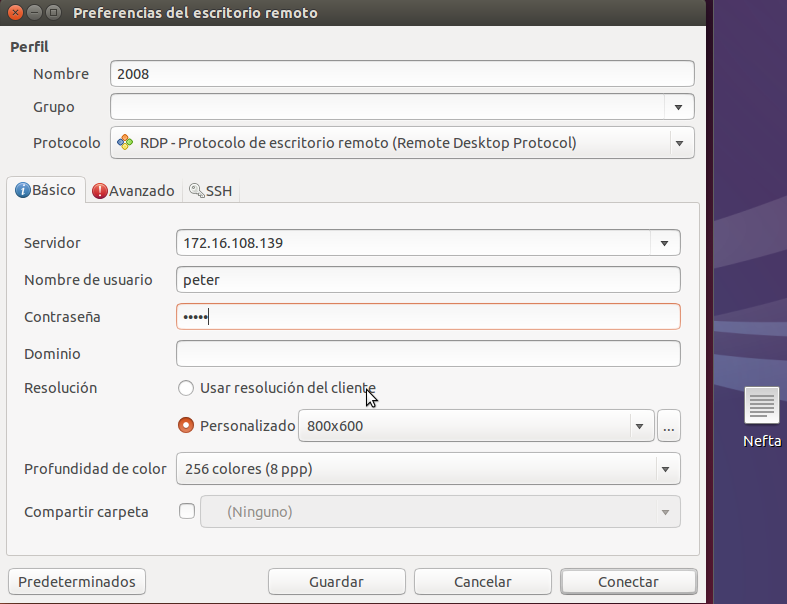 Preferencias del escritorio remoto
Perfil
Nombre 2008
Grupo
Protocolo RDP - Protocolo de escritorio remoto (Remote Desktop Protocol)
Básico Avanzado SSH
Servidor 172.16.108.139
Nombre de usuario peter
Contraseña •••••
Dominio
Resolución Usar resolución del cliente
Personalizado 800x600 ...
Profundidad de color 256 colores (8 ppp)
Compartir carpeta (Ninguno)
Predeterminados Guardar Cancelar Conectar
Nefta